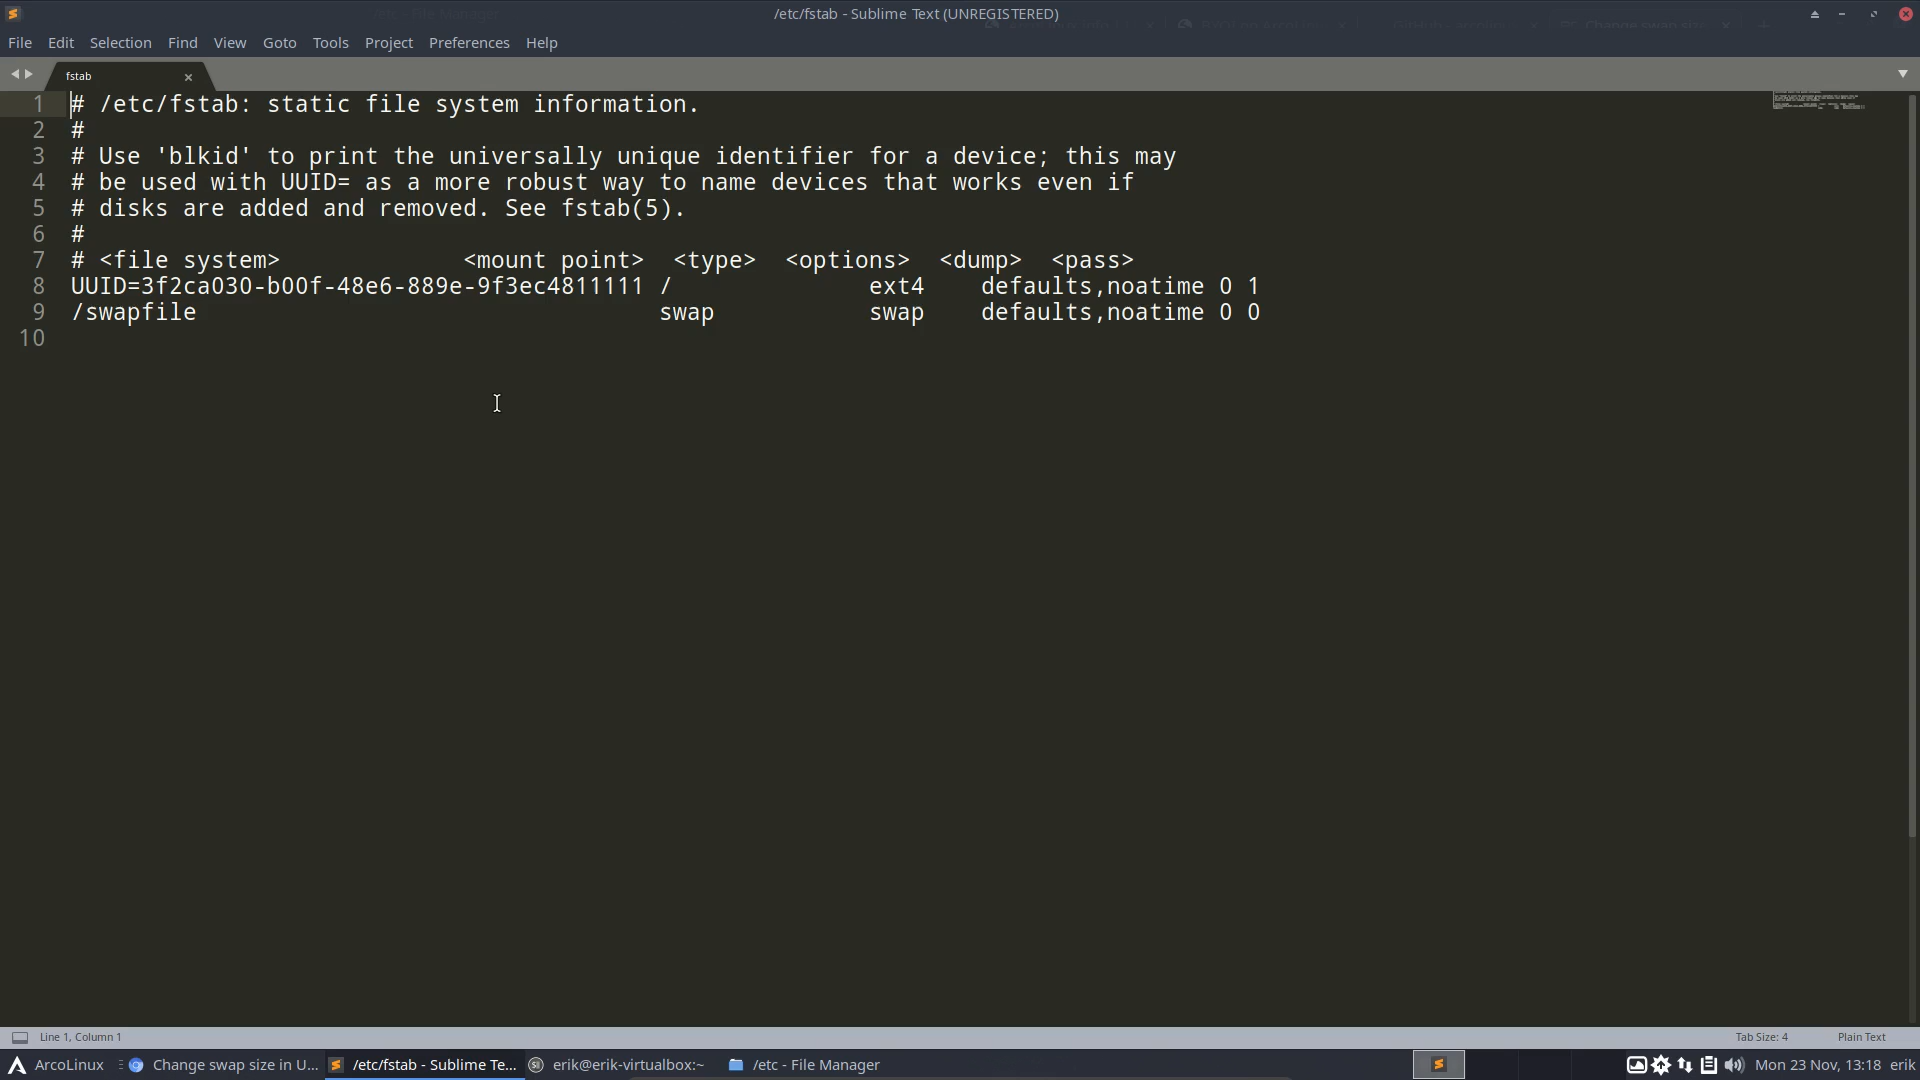 /etc/fstab - Sublime Text (UNREGISTERED)
File Edit Selection Find View Goto Tools Project Preferences Help
fstab
1 # /etc/fstab: static file system information.
2 #
3 # Use 'blkid' to print the universally unique identifier for a device; this may
4 # be used with UUID= as a more robust way to name devices that works even if
5 # disks are added and removed. See fstab(5).
6 #
7 # <file system>             <mount point>  <type>  <options>  <dump>  <pass>
8 UUID=3f2ca030-b00f-48e6-889e-9f3ec4811111 /              ext4    defaults,noatime 0 1
9 /swapfile                                 swap           swap    defaults,noatime 0 0
10
Line 1, Column 1 Tab Size: 4 Plain Text
ArcoLinux Change swap size in U... /etc/fstab - Sublime Te... erik@erik-virtualbox:~ /etc - File Manager Mon 23 Nov, 13:18 erik